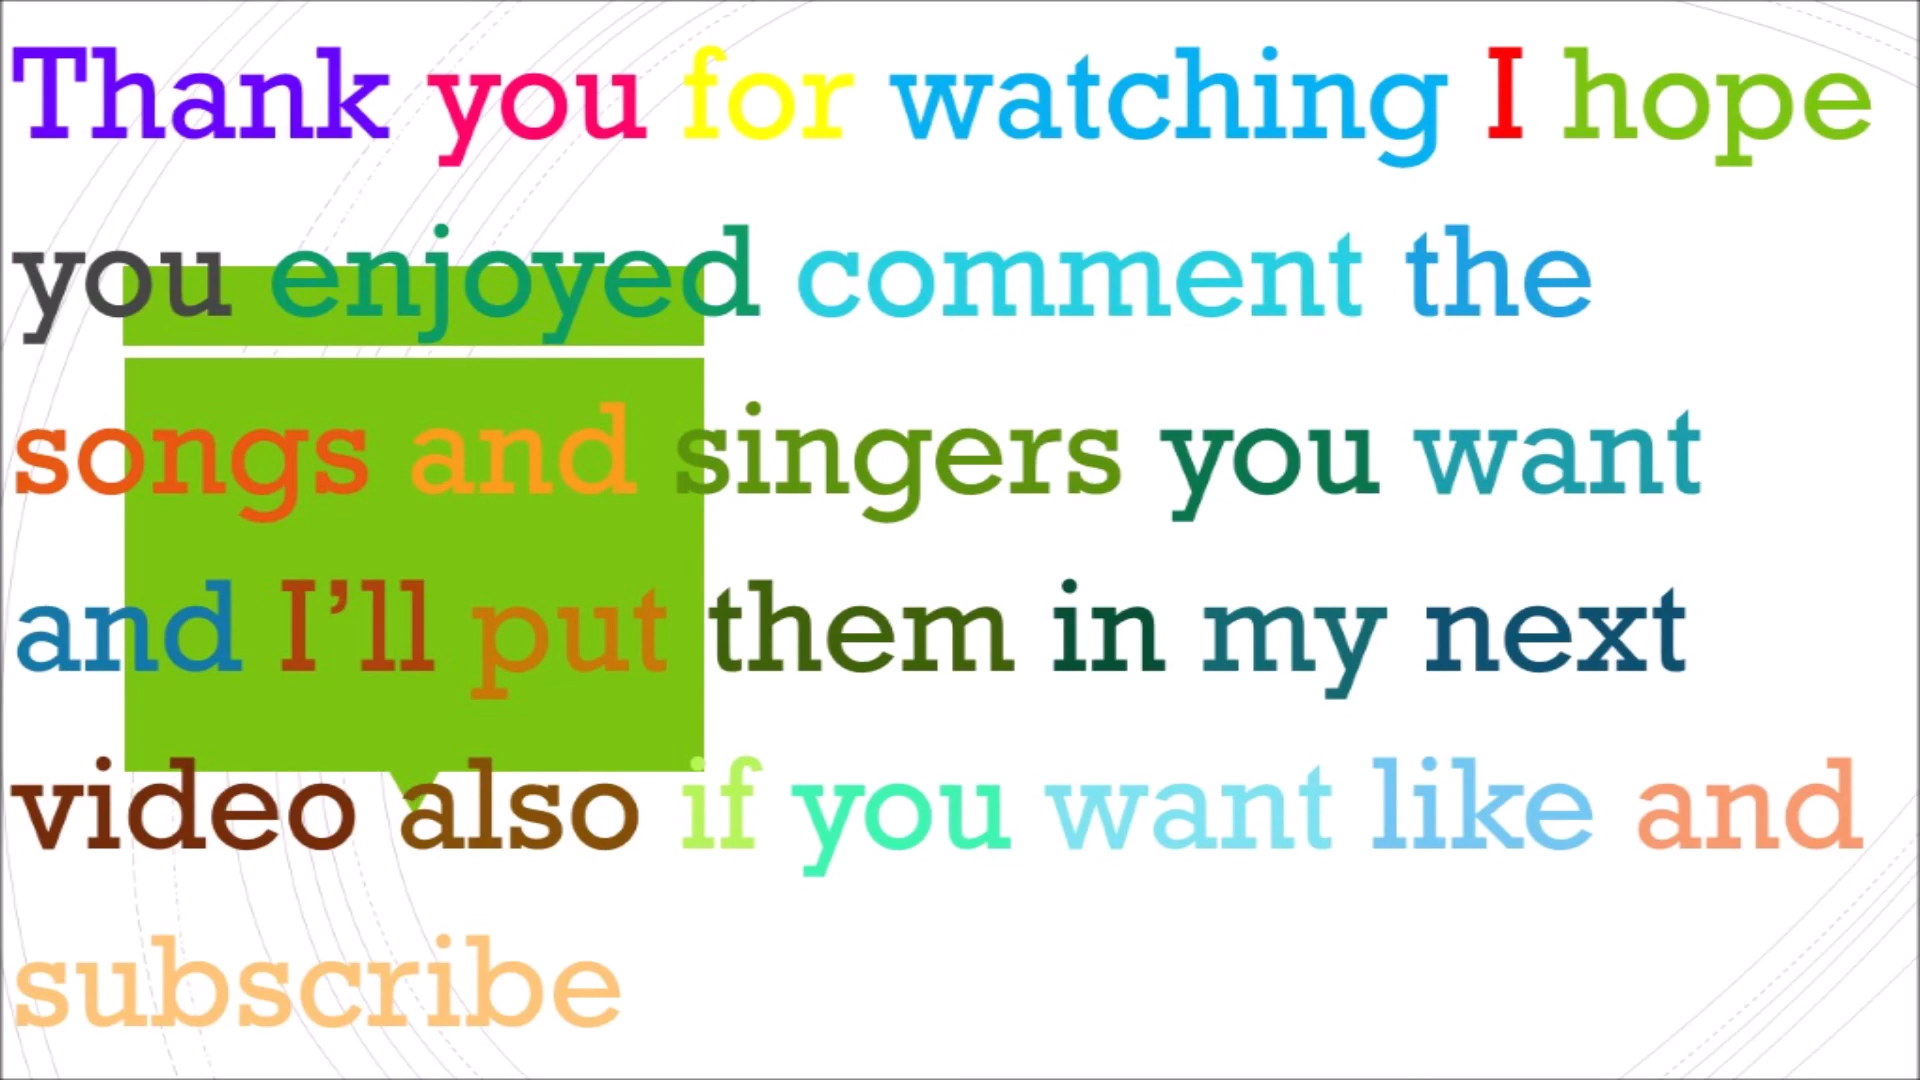 Thank you for watching I hope
you enjoyed comment the
songs and singers you want
and I’ll put them in my next
video also if you want like and
subscribe